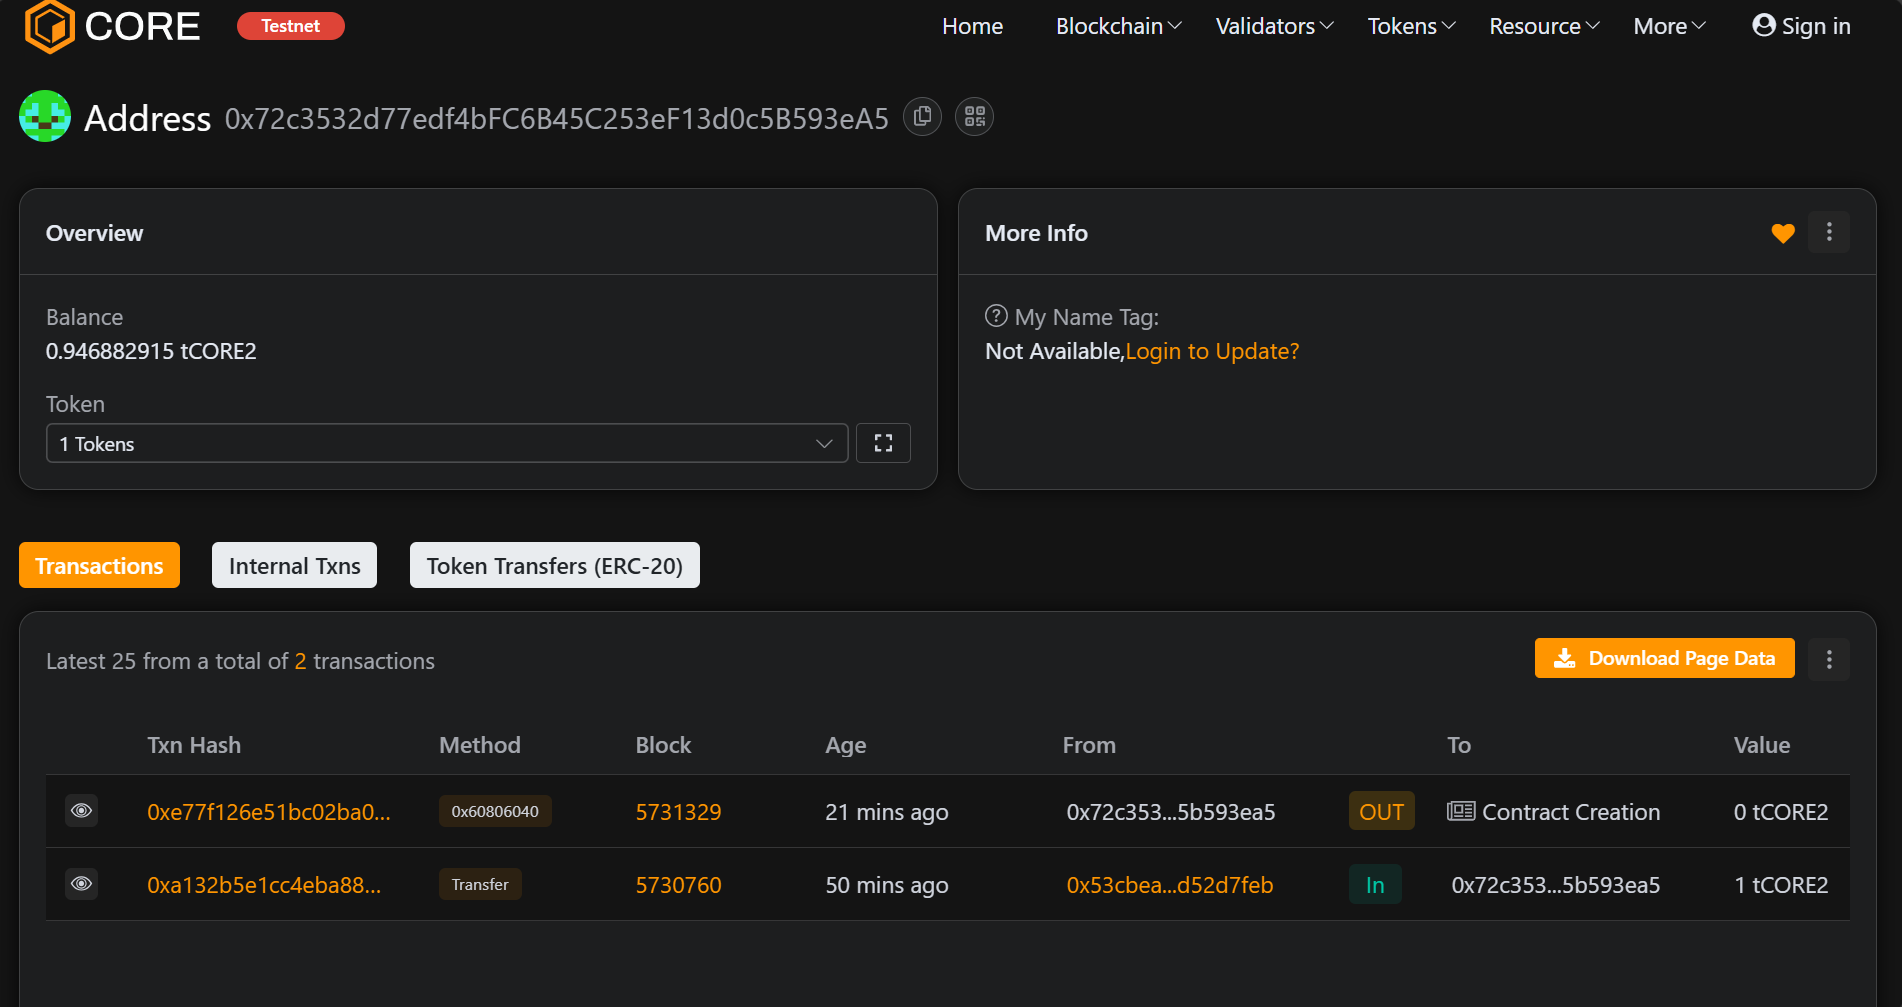 CORE Testnet Home Blockchain Validators Tokens Resource More Sign in
Address 0x72c3532d77edf4bFC6B45C253eF13d0c5B593eA5
Overview
Balance
0.946882915 tCORE2
Token
1 Tokens
More Info
My Name Tag:
Not Available,Login to Update?
Transactions Internal Txns Token Transfers (ERC-20)
Latest 25 from a total of 2 transactions
Download Page Data
Txn Hash Method Block Age From To Value
0xe77f126e51bc02ba0... 0x60806040 5731329 21 mins ago 0x72c353...5b593ea5 OUT Contract Creation 0 tCORE2
0xa132b5e1cc4eba88... Transfer 5730760 50 mins ago 0x53cbea...d52d7feb In 0x72c353...5b593ea5 1 tCORE2